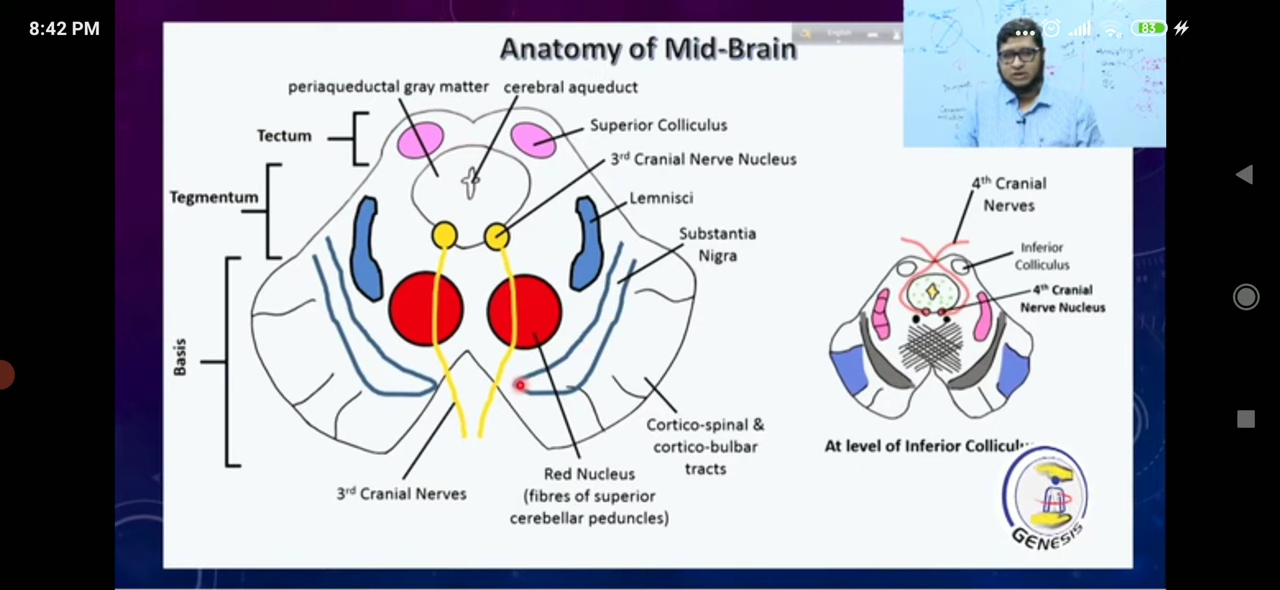 8:42 PM
83
English
Anatomy of Mid-Brain
periaqueductal gray matter
cerebral aqueduct
Tectum
Superior Colliculus
3rd Cranial Nerve Nucleus
Tegmentum
Lemnisci
Substantia
Nigra
Basis
Cortico-spinal &
cortico-bulbar
tracts
Red Nucleus
(fibres of superior
cerebellar peduncles)
3rd Cranial Nerves
4th Cranial
Nerves
Inferior
Colliculus
4th Cranial
Nerve Nucleus
At level of Inferior Colliculu
GENESIS